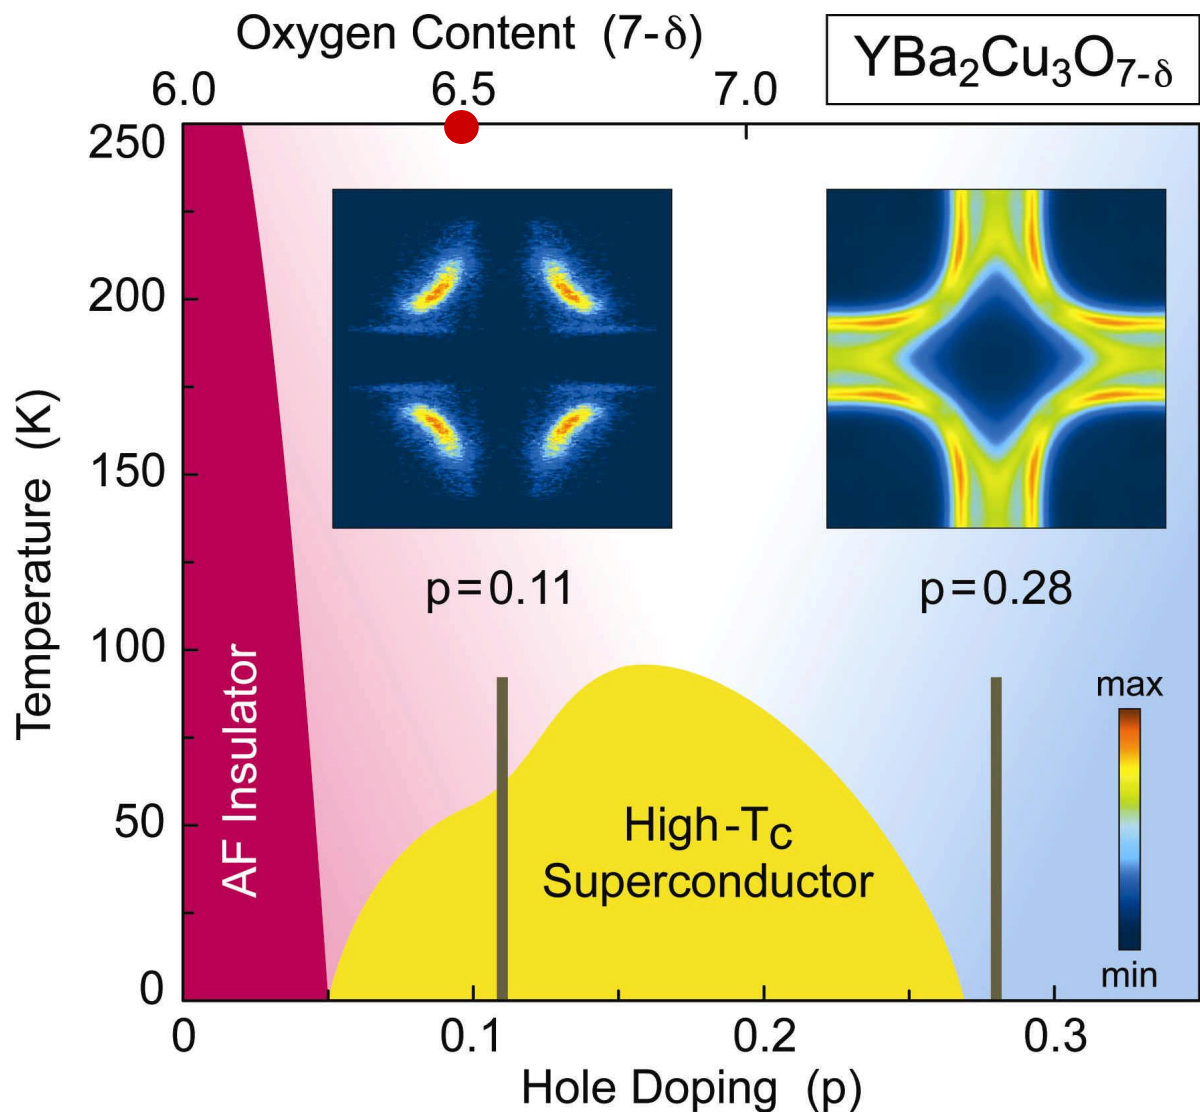 Oxygen Content (7-δ)
YBa₂Cu₃O₇₋δ
6.0 6.5 7.0
250
200
150
100
50
0
Temperature (K)
AF Insulator
p=0.11
p=0.28
High-Tc
Superconductor
max
min
0 0.1 0.2 0.3
Hole Doping (p)